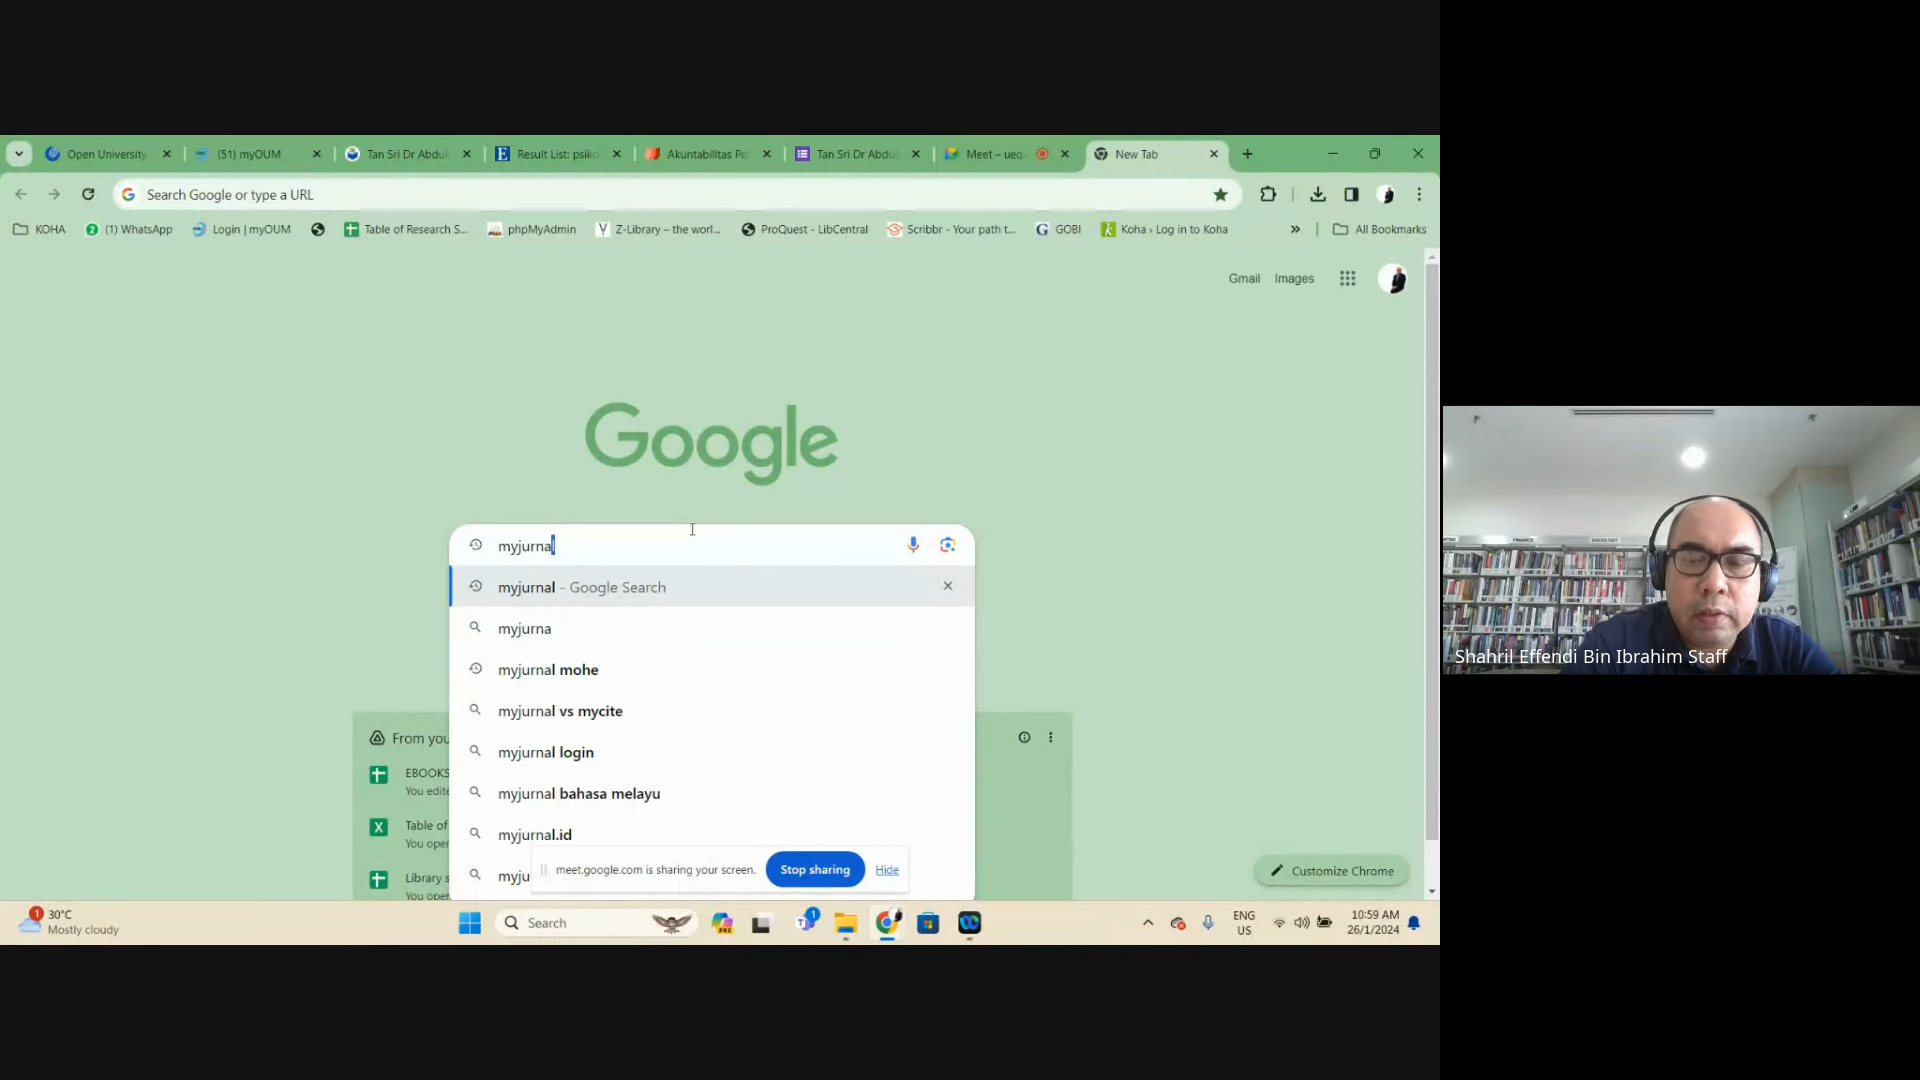 Open University
(51) myOUM
Tan Sri Dr Abdul
Result List: psiko
Akuntabilitas Pe
Tan Sri Dr Abdul
Meet – ueq
New Tab
Search Google or type a URL
KOHA
(1) WhatsApp
Login | myOUM
Table of Research S...
phpMyAdmin
Z-Library – the worl...
ProQuest - LibCentral
Scribbr - Your path t...
GOBI
Koha › Log in to Koha
All Bookmarks
Gmail
Images
Google
myjurnal
myjurnal - Google Search
myjurna
myjurnal mohe
myjurnal vs mycite
myjurnal login
myjurnal bahasa melayu
myjurnal.id
myju
From you
EBOOKS
You edite
Table of
You oper
Library s
You oper
meet.google.com is sharing your screen.
Stop sharing
Hide
Customize Chrome
Shahril Effendi Bin Ibrahim Staff
30°C
Mostly cloudy
Search
ENG
US
10:59 AM
26/1/2024